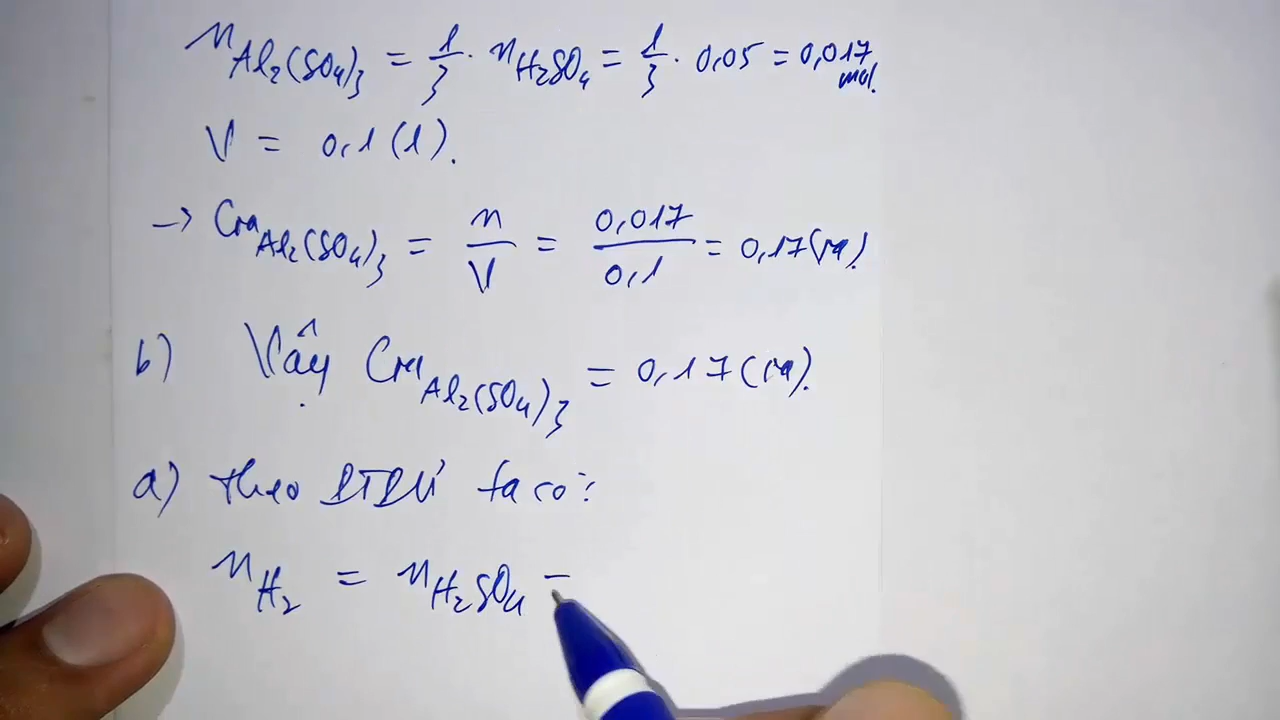 n Al₂(SO₄)₃ = 1/3 · n H₂SO₄ = 1/3 · 0,05 = 0,017 mol.
V = 0,1 (l).
→ CM Al₂(SO₄)₃ = n/V = 0,017/0,1 = 0,17 (M).
b) Vậy CM Al₂(SO₄)₃ = 0,17 (M).
a) theo PTPƯ ta có:
n H₂ = n H₂SO₄ =